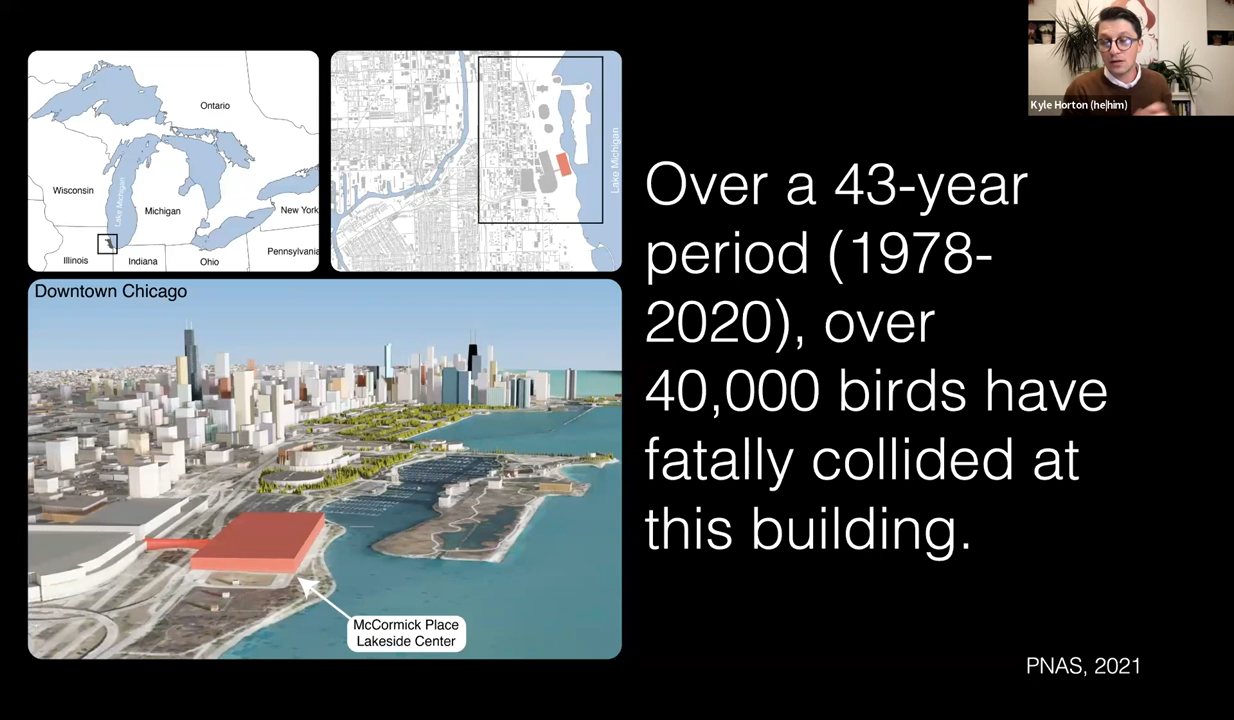 Ontario
Wisconsin
Lake Michigan
Michigan
New York
Pennsylvania
Illinois
Indiana
Ohio
Lake Michigan
Downtown Chicago
McCormick Place
Lakeside Center
Over a 43-year
period (1978-
2020), over
40,000 birds have
fatally collided at
this building.
PNAS, 2021
Kyle Horton (he|him)